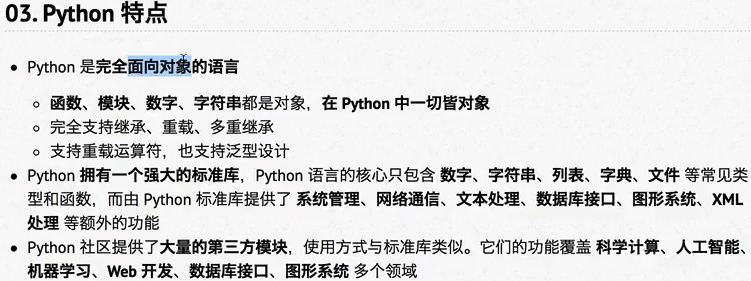 03. Python 特点
Python 是完全面向对象的语言
函数、模块、数字、字符串都是对象，在 Python 中一切皆对象
完全支持继承、重载、多重继承
支持重载运算符，也支持泛型设计
Python 拥有一个强大的标准库，Python 语言的核心只包含 数字、字符串、列表、字典、文件 等常见类
型和函数，而由 Python 标准库提供了 系统管理、网络通信、文本处理、数据库接口、图形系统、XML
处理 等额外的功能
Python 社区提供了大量的第三方模块，使用方式与标准库类似。它们的功能覆盖 科学计算、人工智能、
机器学习、Web 开发、数据库接口、图形系统 多个领域